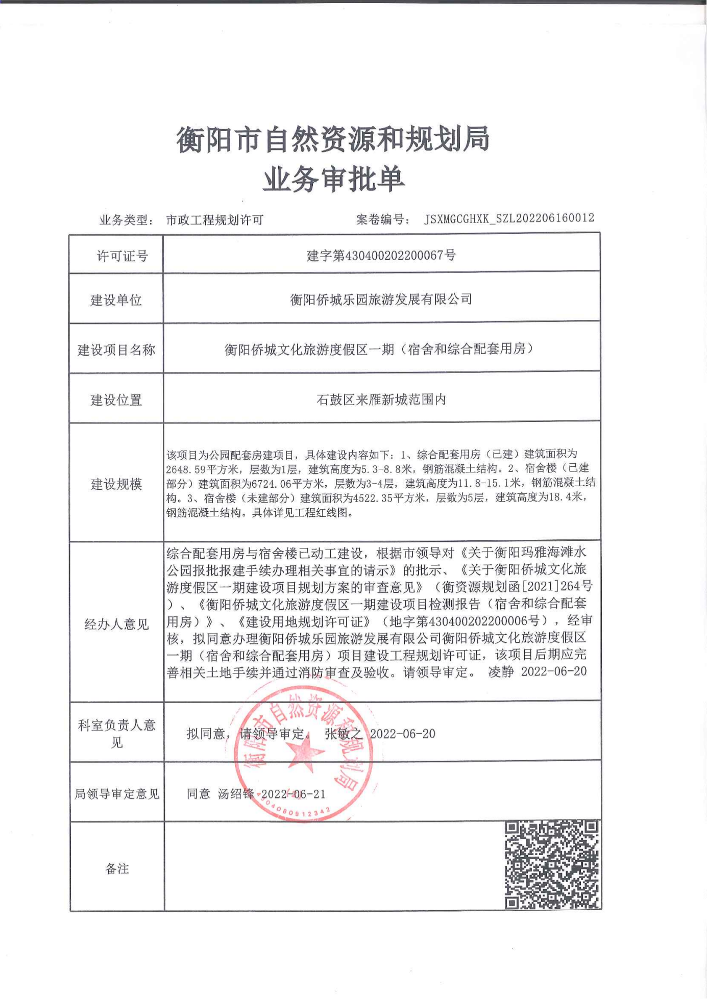 衡阳市自然资源和规划局
业务审批单
业务类型： 市政工程规划许可 案卷编号： JSXMGCGHXK_SZL202206160012
许可证号 建字第430400202200067号
建设单位 衡阳侨城乐园旅游发展有限公司
建设项目名称 衡阳侨城文化旅游度假区一期（宿舍和综合配套用房）
建设位置 石鼓区来雁新城范围内
建设规模
该项目为公园配套房建项目，具体建设内容如下：1、综合配套用房（已建）建筑面积为
2648.59平方米，层数为1层，建筑高度为5.3-8.8米，钢筋混凝土结构。2、宿舍楼（已建
部分）建筑面积为6724.06平方米，层数为3-4层，建筑高度为11.8-15.1米，钢筋混凝土结
构。3、宿舍楼（未建部分）建筑面积为4522.35平方米，层数为5层，建筑高度为18.4米，
钢筋混凝土结构。具体详见工程红线图。
经办人意见
综合配套用房与宿舍楼已动工建设，根据市领导对《关于衡阳玛雅海滩水
公园报批报建手续办理相关事宜的请示》的批示、《关于衡阳侨城文化旅
游度假区一期建设项目规划方案的审查意见》（衡资源规划函[2021]264号
）、《衡阳侨城文化旅游度假区一期建设项目检测报告（宿舍和综合配套
用房）》、《建设用地规划许可证》（地字第430400202200006号），经审
核，拟同意办理衡阳侨城乐园旅游发展有限公司衡阳侨城文化旅游度假区
一期（宿舍和综合配套用房）项目建设工程规划许可证，该项目后期应完
善相关土地手续并通过消防审查及验收。请领导审定。 凌静 2022-06-20
科室负责人意
见
拟同意，请领导审定。 张敏之 2022-06-20
局领导审定意见 同意 汤绍锋 2022-06-21
衡阳市自然资源和规划局
4304080912342
备注